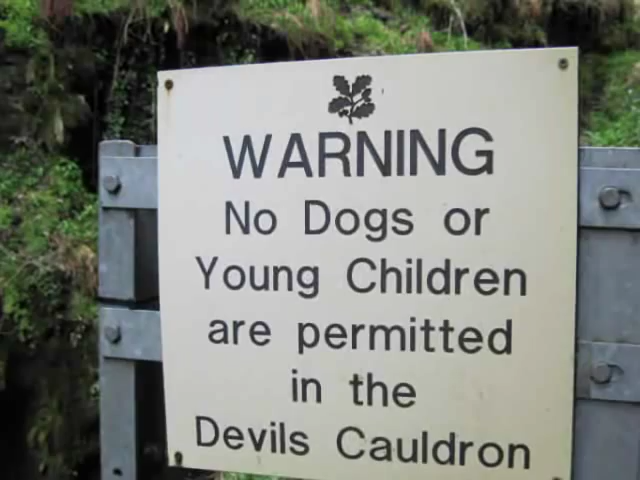 WARNING
No Dogs or
Young Children
are permitted
in the
Devils Cauldron